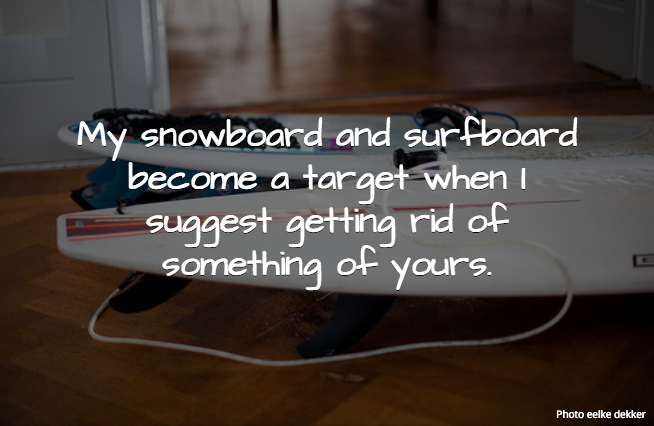 My snowboard and surfboard
become a target when I
suggest getting rid of
something of yours.
Photo eelke dekker